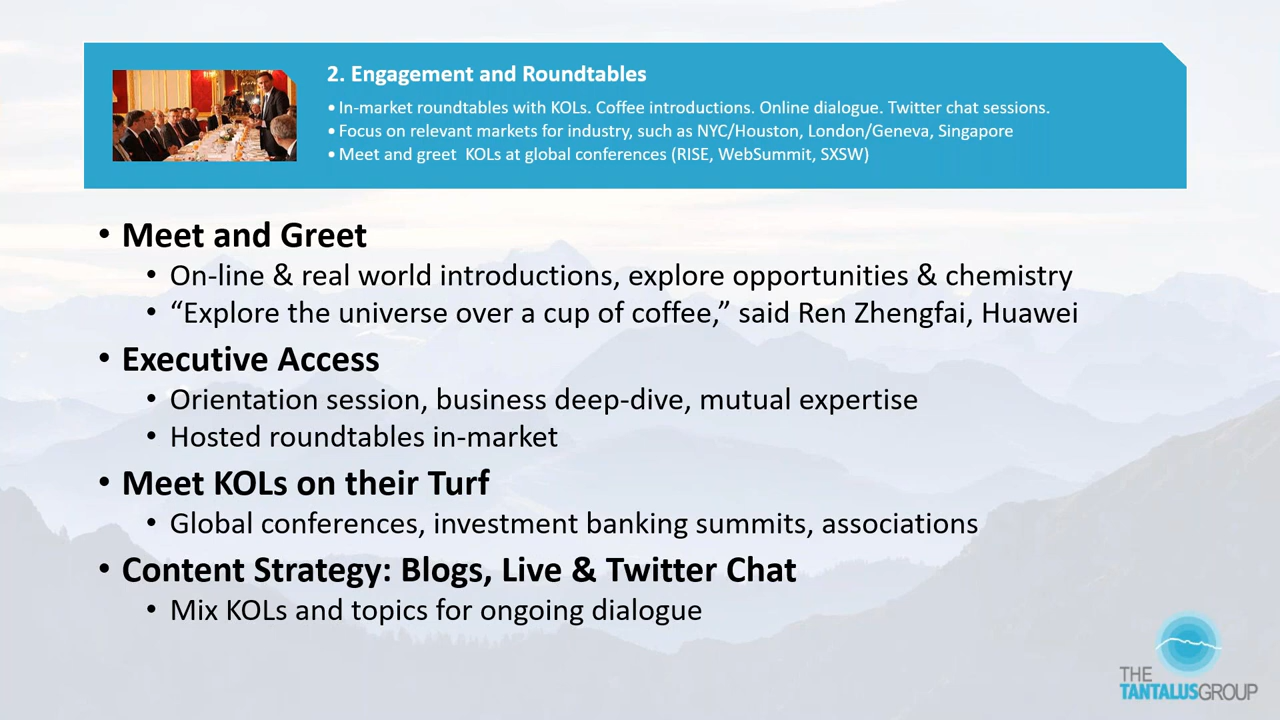 2. Engagement and Roundtables
• In-market roundtables with KOLs. Coffee introductions. Online dialogue. Twitter chat sessions.
• Focus on relevant markets for industry, such as NYC/Houston, London/Geneva, Singapore
• Meet and greet KOLs at global conferences (RISE, WebSummit, SXSW)
• Meet and Greet
• On-line & real world introductions, explore opportunities & chemistry
• “Explore the universe over a cup of coffee,” said Ren Zhengfai, Huawei
• Executive Access
• Orientation session, business deep-dive, mutual expertise
• Hosted roundtables in-market
• Meet KOLs on their Turf
• Global conferences, investment banking summits, associations
• Content Strategy: Blogs, Live & Twitter Chat
• Mix KOLs and topics for ongoing dialogue
THE
TANTALUSGROUP